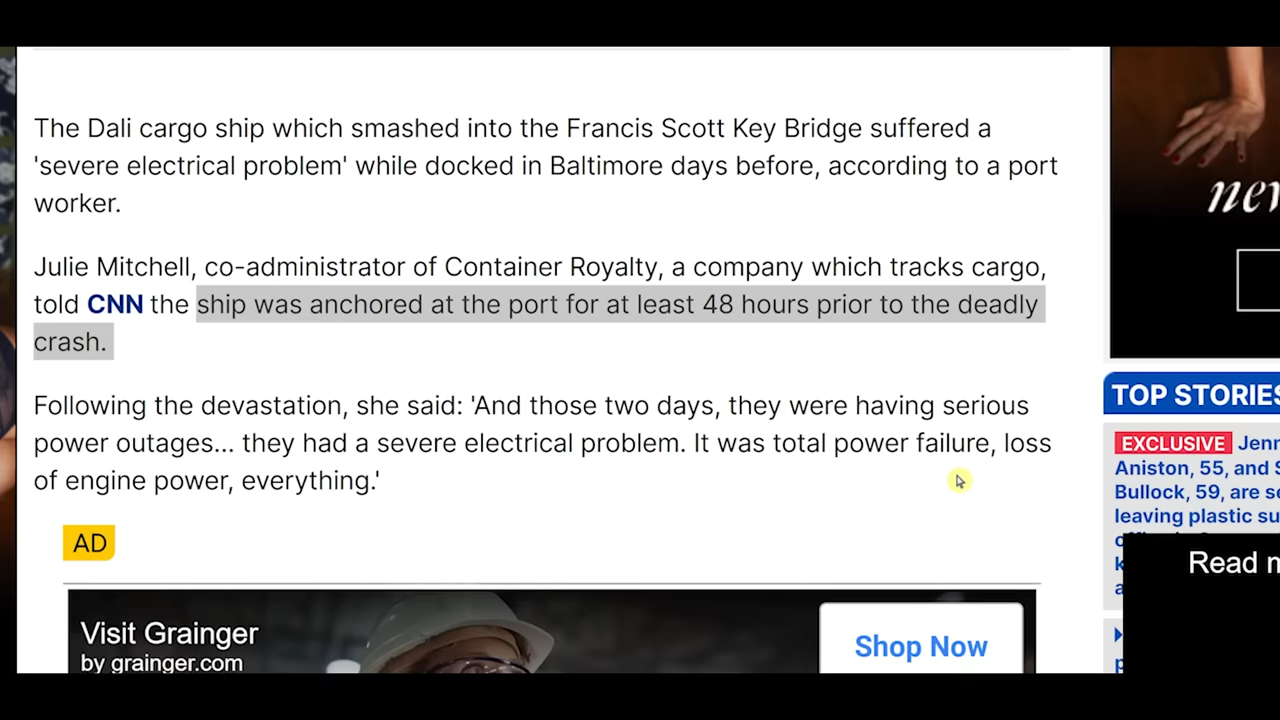 The Dali cargo ship which smashed into the Francis Scott Key Bridge suffered a
'severe electrical problem' while docked in Baltimore days before, according to a port
worker.
Julie Mitchell, co-administrator of Container Royalty, a company which tracks cargo,
told CNN the ship was anchored at the port for at least 48 hours prior to the deadly
crash.
Following the devastation, she said: 'And those two days, they were having serious
power outages... they had a severe electrical problem. It was total power failure, loss
of engine power, everything.'
AD
Visit Grainger
by grainger.com
Shop Now
TOP STORIES
EXCLUSIVE Jenn
Aniston, 55, and S
Bullock, 59, are se
leaving plastic su
Read m